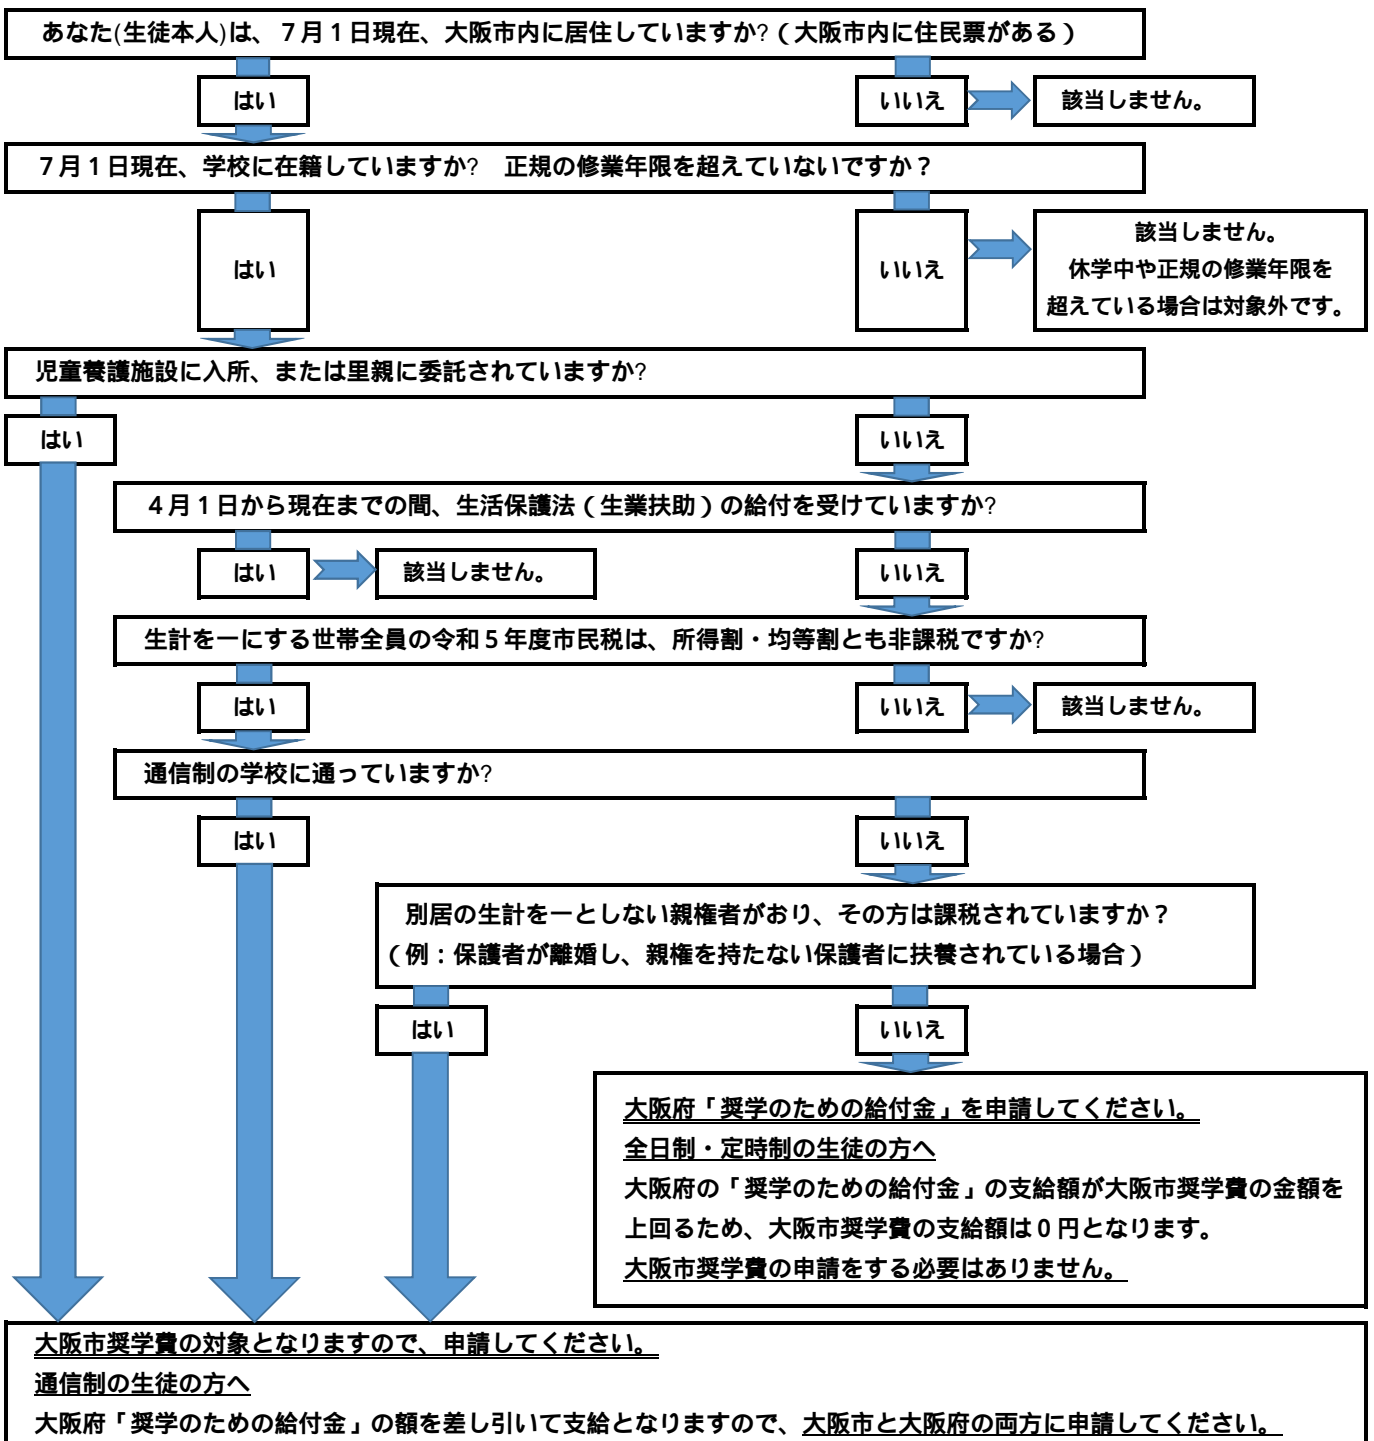 あなた(生徒本人)は、７月１日現在、大阪市内に居住していますか?（大阪市内に住民票がある）
はい
いいえ
該当しません。
７月１日現在、学校に在籍していますか?　正規の修業年限を超えていないですか？
はい
いいえ
該当しません。
休学中や正規の修業年限を
超えている場合は対象外です。
児童養護施設に入所、または里親に委託されていますか?
はい
いいえ
４月１日から現在までの間、生活保護法（生業扶助）の給付を受けていますか?
はい
該当しません。
いいえ
生計を一にする世帯全員の令和５年度市民税は、所得割・均等割とも非課税ですか?
はい
いいえ
該当しません。
通信制の学校に通っていますか?
はい
いいえ
別居の生計を一としない親権者がおり、その方は課税されていますか？
（例：保護者が離婚し、親権を持たない保護者に扶養されている場合）
はい
いいえ
大阪府「奨学のための給付金」を申請してください。
全日制・定時制の生徒の方へ
大阪府の「奨学のための給付金」の支給額が大阪市奨学費の金額を
上回るため、大阪市奨学費の支給額は０円となります。
大阪市奨学費の申請をする必要はありません。
大阪市奨学費の対象となりますので、申請してください。
通信制の生徒の方へ
大阪府「奨学のための給付金」の額を差し引いて支給となりますので、大阪市と大阪府の両方に申請してください。